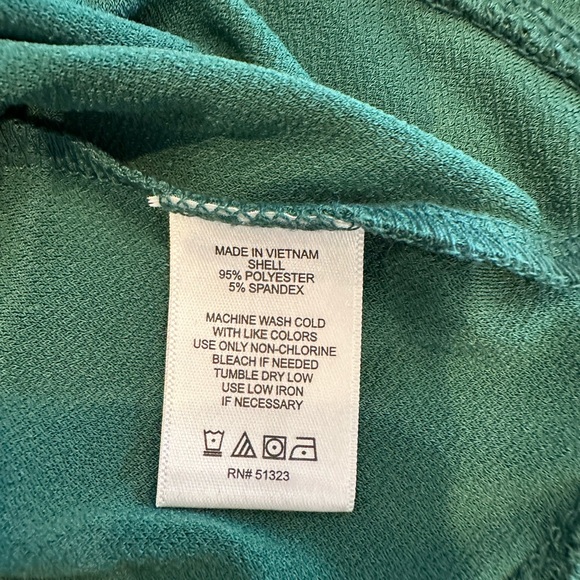 MADE IN VIETNAM
SHELL
95% POLYESTER
5% SPANDEX
MACHINE WASH COLD
WITH LIKE COLORS
USE ONLY NON-CHLORINE
BLEACH IF NEEDED
TUMBLE DRY LOW
USE LOW IRON
IF NECESSARY
RN# 51323